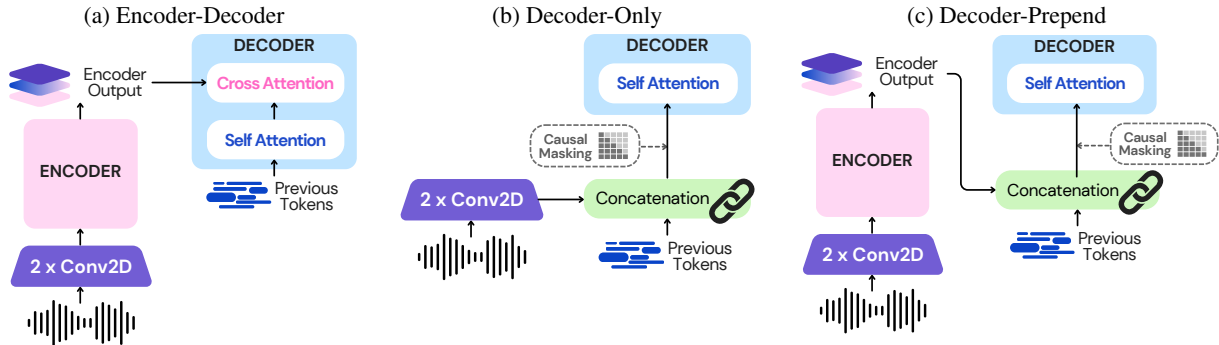 (a) Encoder-Decoder
DECODER
Encoder
Output
Cross Attention
Self Attention
ENCODER
Previous
Tokens
2 x Conv2D
(b) Decoder-Only
DECODER
Self Attention
Causal
Masking
2 x Conv2D
Concatenation
Previous
Tokens
(c) Decoder-Prepend
DECODER
Encoder
Output
Self Attention
Causal
Masking
ENCODER
Concatenation
Previous
Tokens
2 x Conv2D